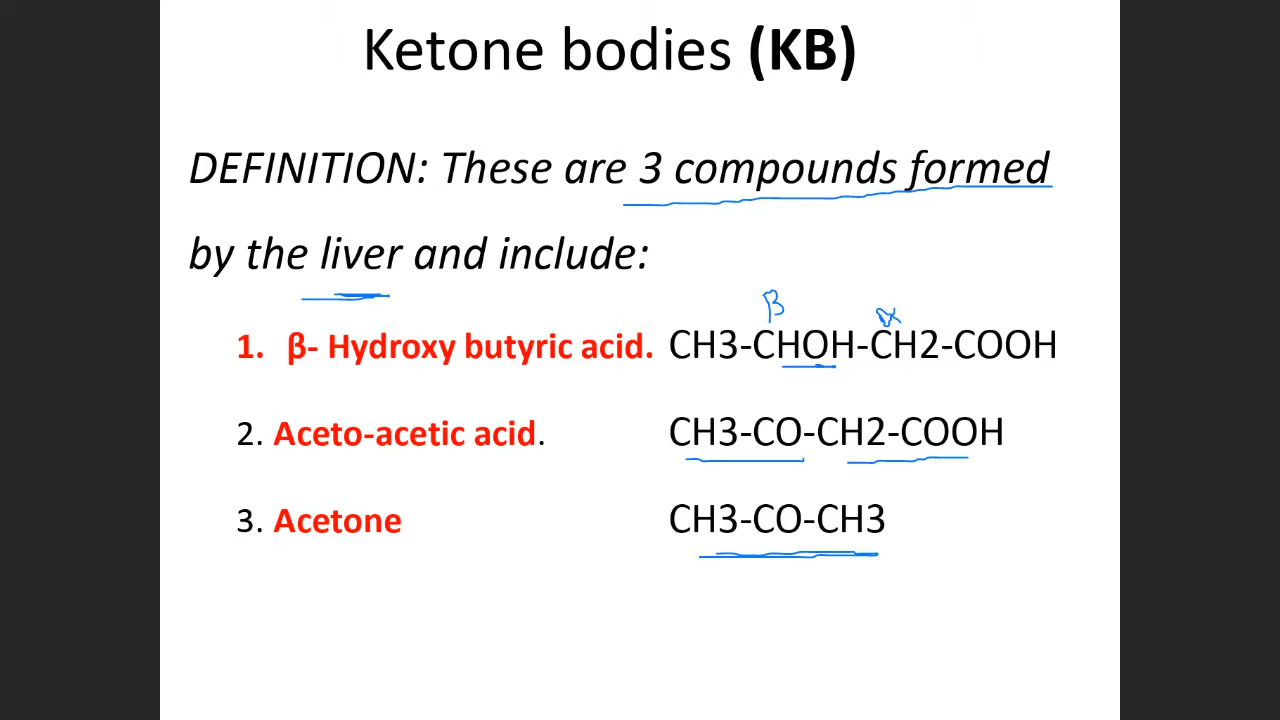 Ketone bodies (KB)
DEFINITION: These are 3 compounds formed
by the liver and include:
β α
1. β- Hydroxy butyric acid. CH3-CHOH-CH2-COOH
2. Aceto-acetic acid. CH3-CO-CH2-COOH
3. Acetone CH3-CO-CH3